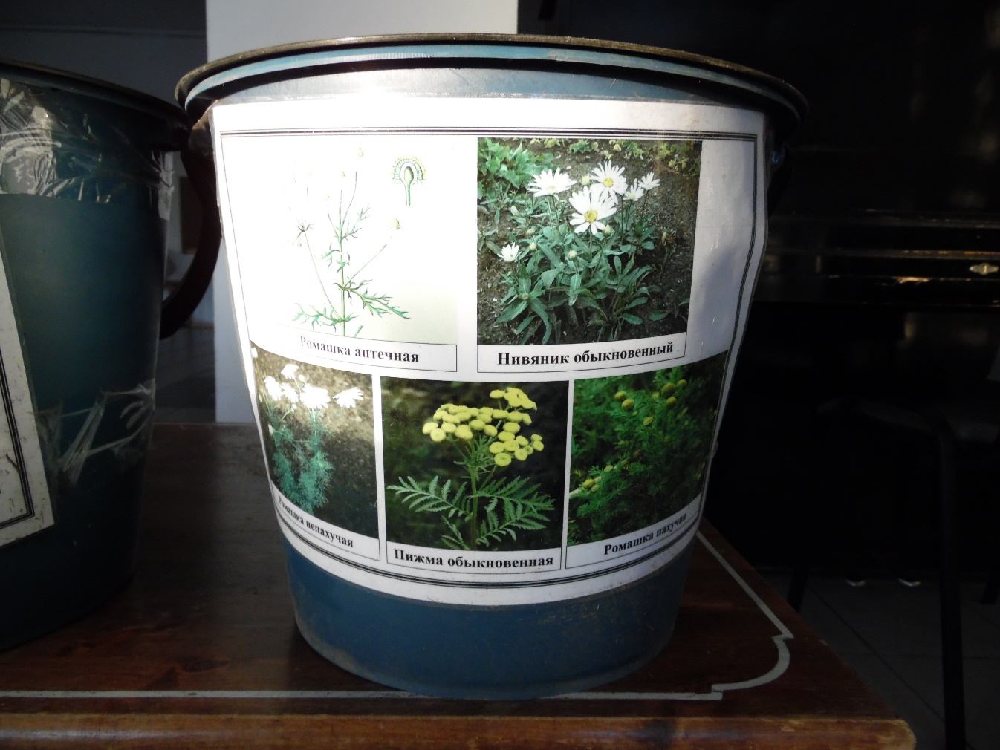 Ромашка аптечная
Нивяник обыкновенный
Ромашка непахучая
Пижма обыкновенная
Ромашка пахучая